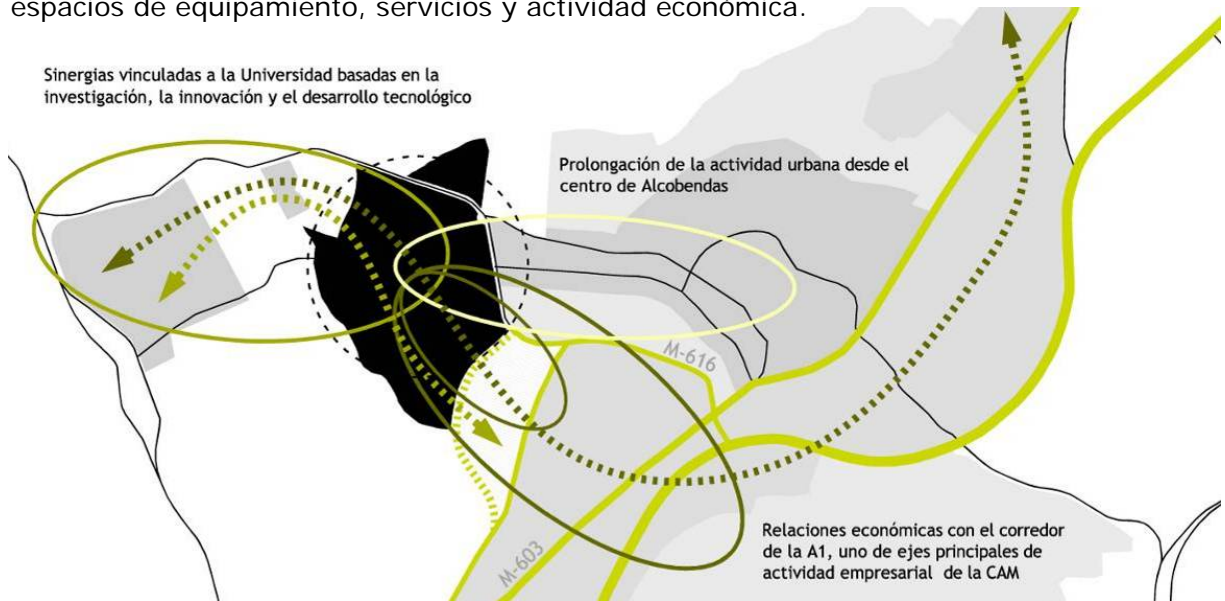 espacios de equipamiento, servicios y actividad económica.
Sinergias vinculadas a la Universidad basadas en la
investigación, la innovación y el desarrollo tecnológico
Prolongación de la actividad urbana desde el
centro de Alcobendas
M-616
Relaciones económicas con el corredor
de la A1, uno de ejes principales de
actividad empresarial de la CAM
M-603